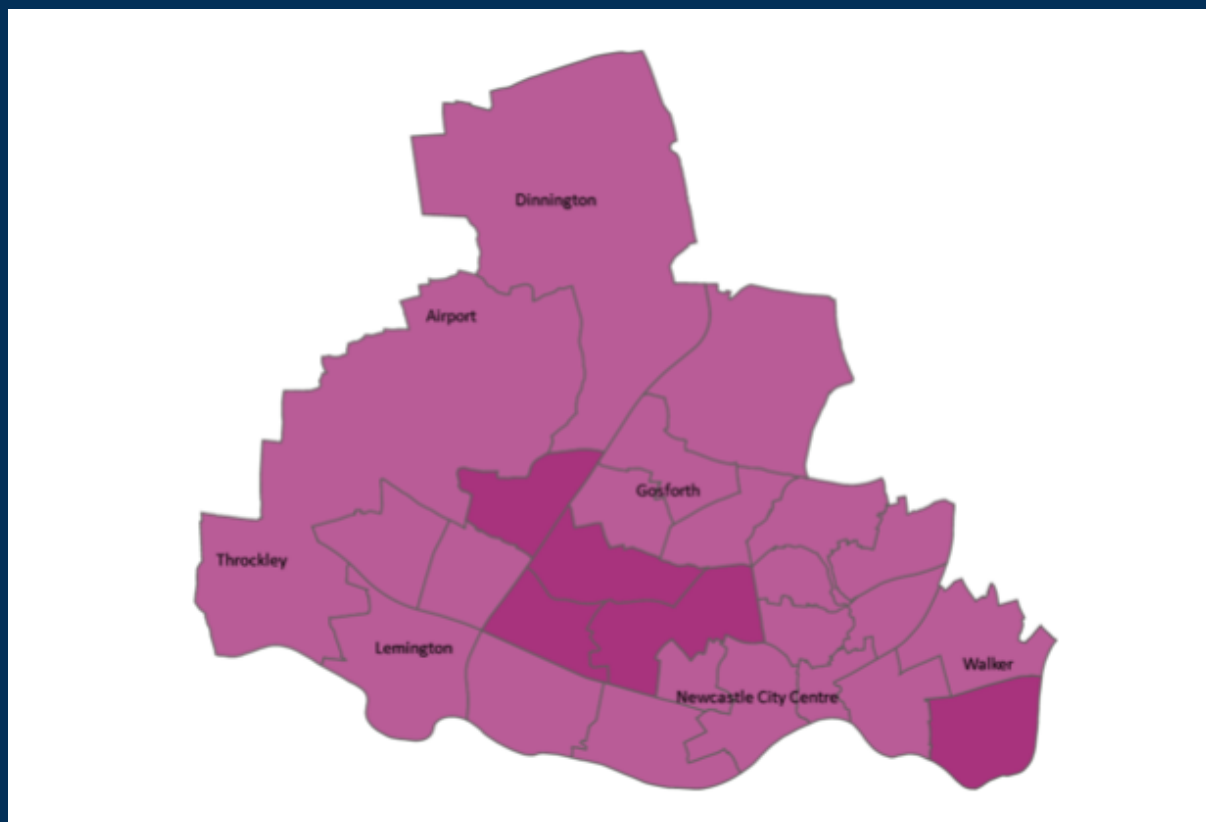 Dinnington
Airport
Gosforth
Throckley
Lemington
Walker
Newcastle City Centre